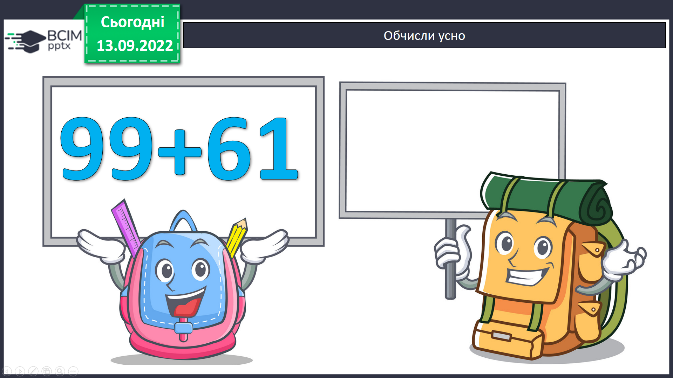 ВСІМ
pptx
Сьогодні
13.09.2022
Обчисли усно
99+61